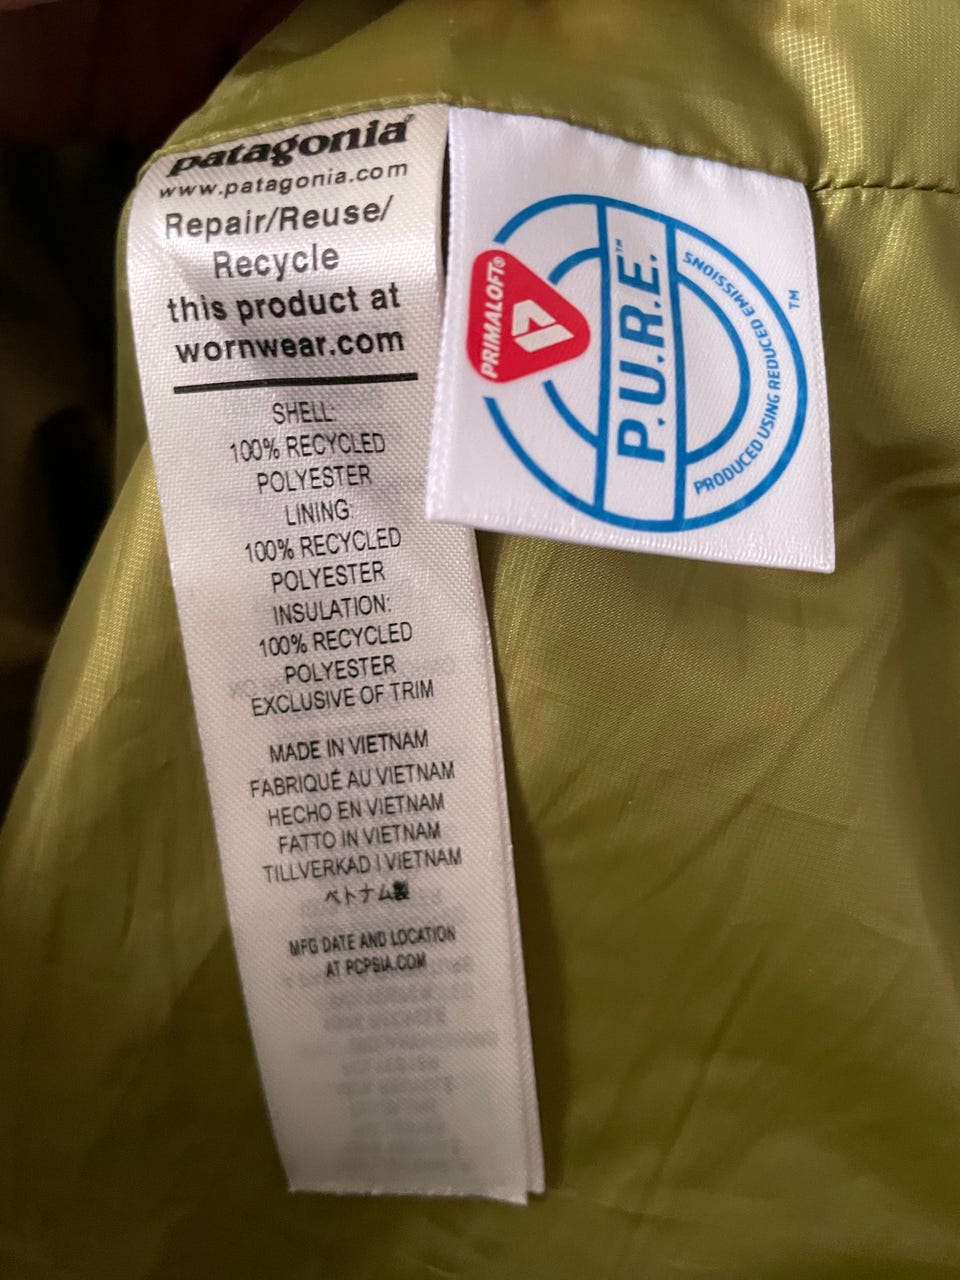 patagonia®
www.patagonia.com
Repair/Reuse/
Recycle
this product at
wornwear.com
SHELL:
100% RECYCLED
POLYESTER
LINING:
100% RECYCLED
POLYESTER
INSULATION:
100% RECYCLED
POLYESTER
EXCLUSIVE OF TRIM
MADE IN VIETNAM
FABRIQUÉ AU VIETNAM
HECHO EN VIETNAM
FATTO IN VIETNAM
TILLVERKAD I VIETNAM
ベトナム製
MFG DATE AND LOCATION
AT PCPSIA.COM
PRIMALOFT®
P.U.R.E.™
PRODUCED USING REDUCED EMISSIONS
TM